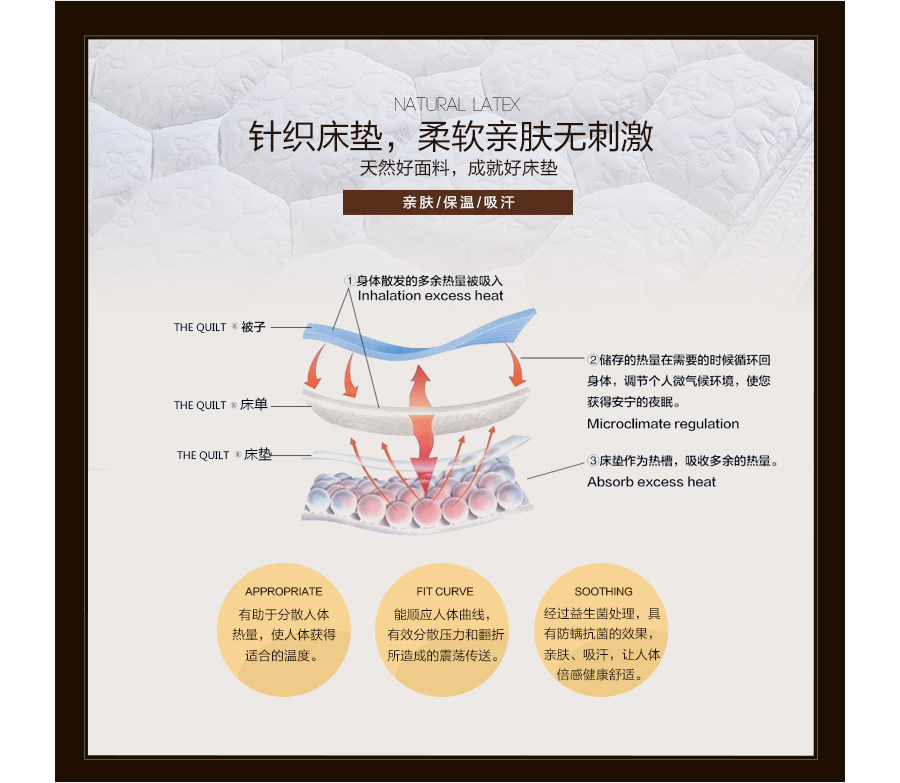 NATURAL LATEX
针织床垫，柔软亲肤无刺激
天然好面料，成就好床垫
亲肤/保温/吸汗
①身体散发的多余热量被吸入
Inhalation excess heat
THE QUILT ® 被子
②储存的热量在需要的时候循环回
身体，调节个人微气候环境，使您
获得安宁的夜眠。
Microclimate regulation
THE QUILT ® 床单
THE QUILT ® 床垫
③床垫作为热槽，吸收多余的热量。
Absorb excess heat
APPROPRIATE
有助于分散人体
热量，使人体获得
适合的温度。
FIT CURVE
能顺应人体曲线，
有效分散压力和翻折
所造成的震荡传送。
SOOTHING
经过益生菌处理，具
有防螨抗菌的效果，
亲肤、吸汗，让人体
倍感健康舒适。